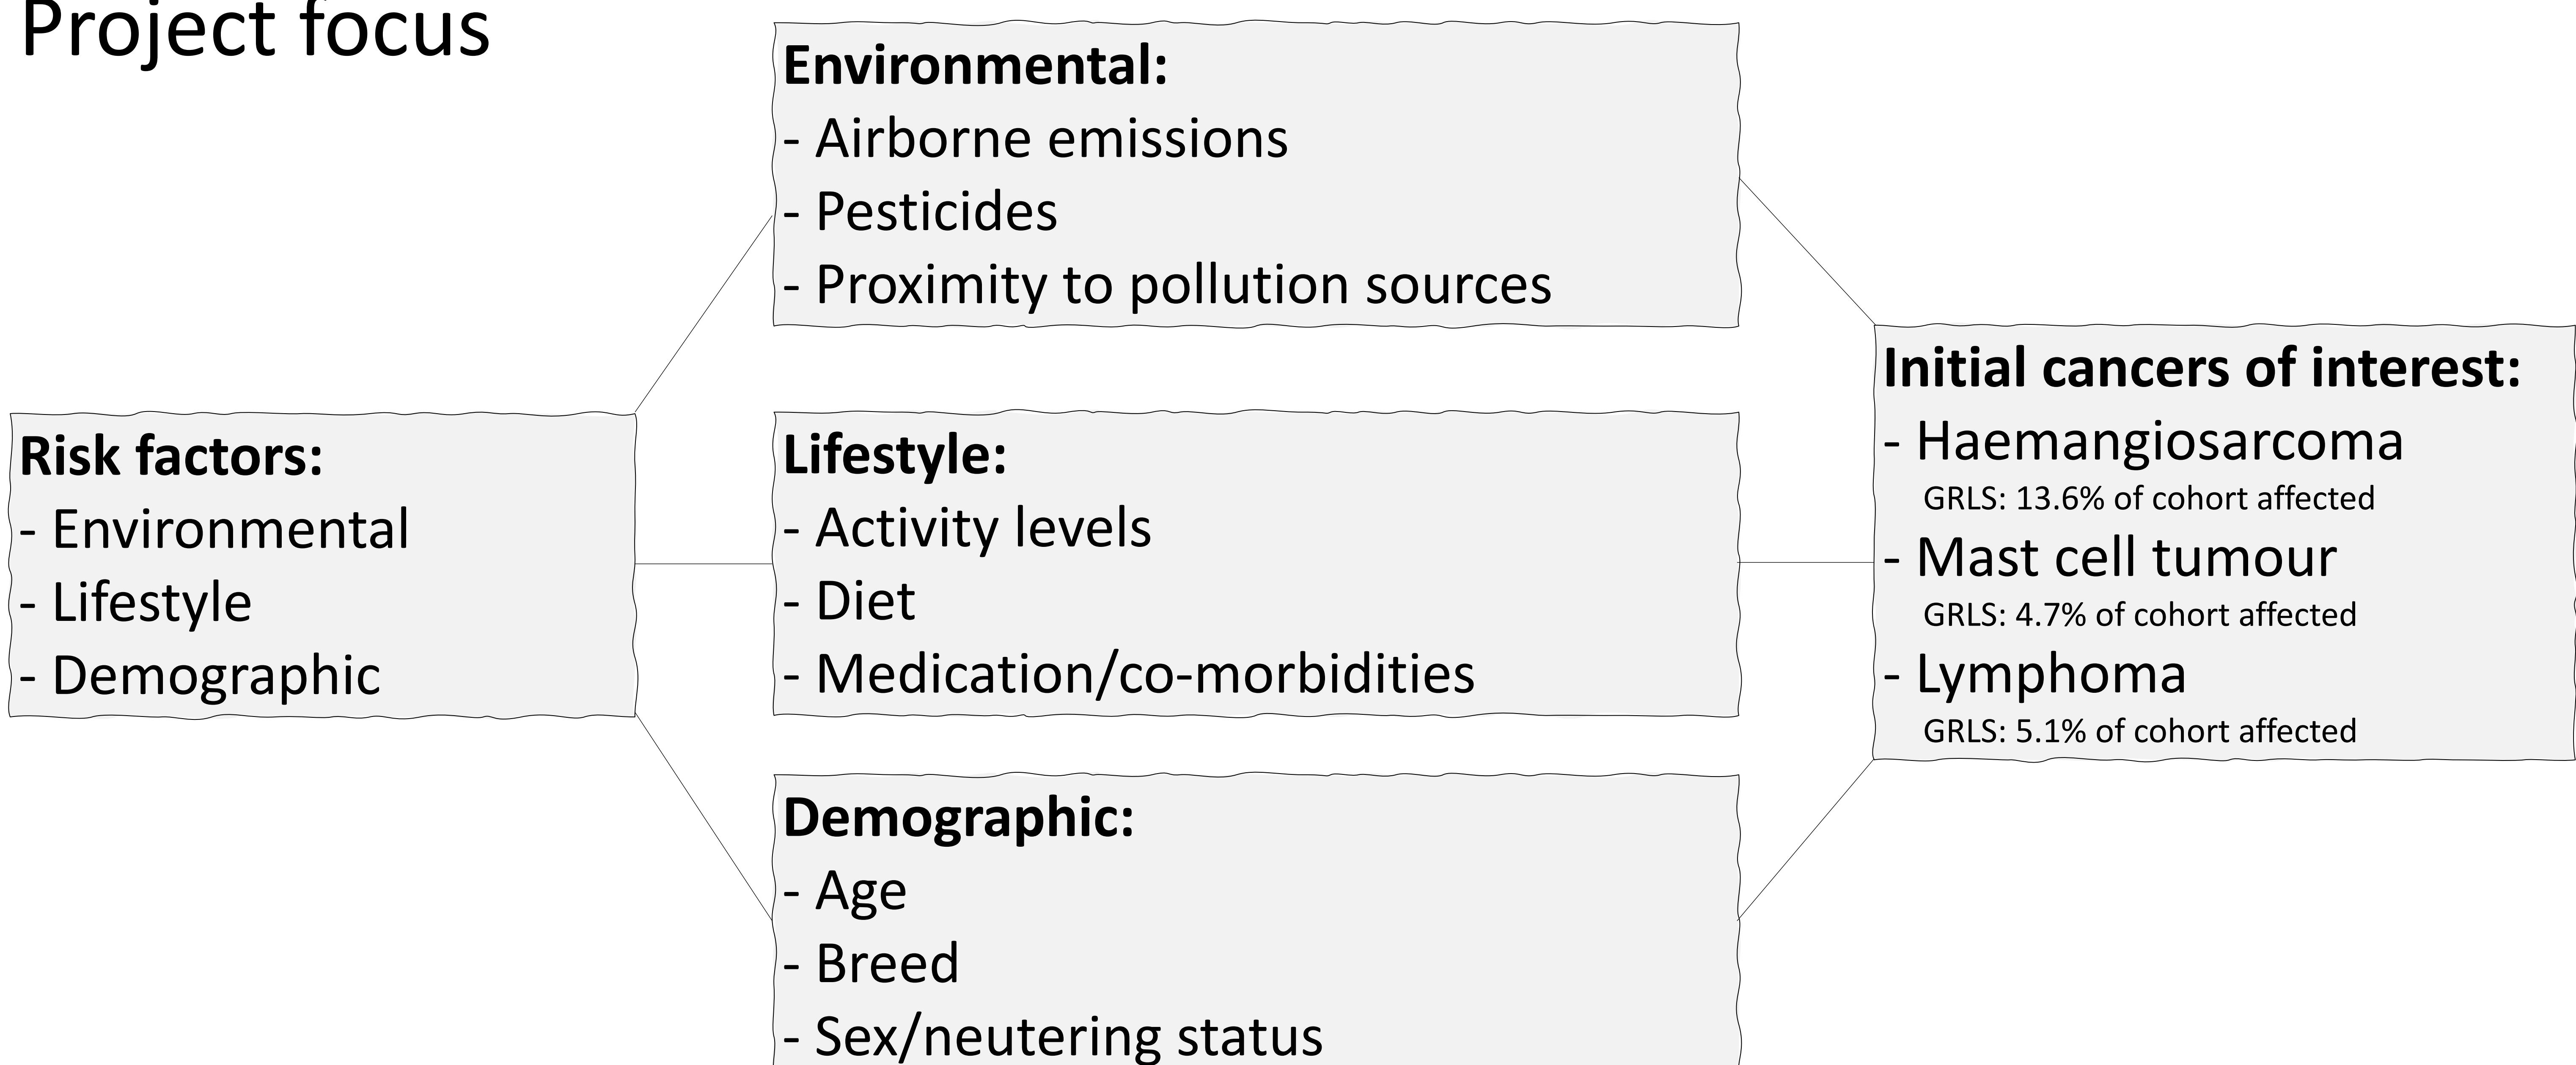 Project focus
Risk factors:
- Environmental
- Lifestyle
- Demographic
Environmental:
- Airborne emissions
- Pesticides
- Proximity to pollution sources
Lifestyle:
- Activity levels
- Diet
- Medication/co-morbidities
Demographic:
- Age
- Breed
- Sex/neutering status
Initial cancers of interest:
- Haemangiosarcoma
GRLS: 13.6% of cohort affected
- Mast cell tumour
GRLS: 4.7% of cohort affected
- Lymphoma
GRLS: 5.1% of cohort affected